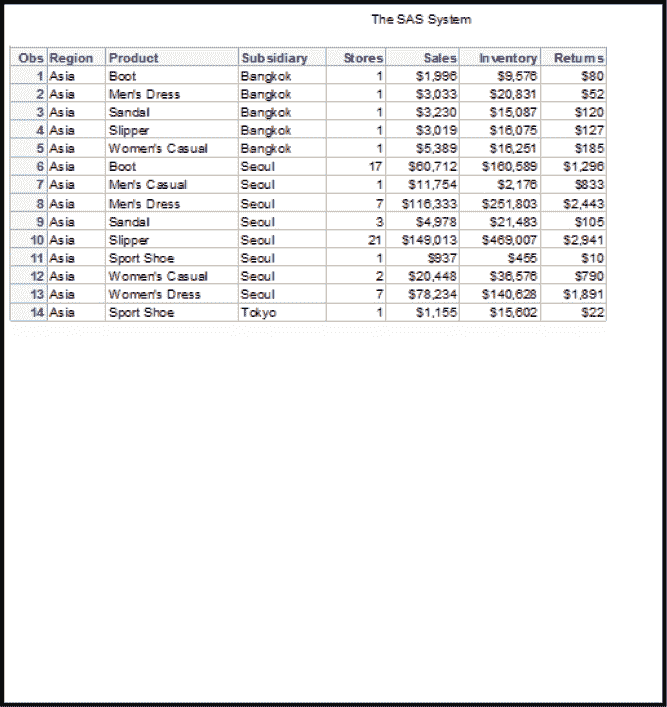 The SAS System
Obs Region Product Subsidiary Stores Sales Inventory Returns
1 Asia Boot Bangkok 1 $1,996 $9,576 $80
2 Asia Men's Dress Bangkok 1 $3,033 $20,831 $52
3 Asia Sandal Bangkok 1 $3,230 $15,087 $120
4 Asia Slipper Bangkok 1 $3,019 $16,075 $127
5 Asia Women's Casual Bangkok 1 $5,389 $16,251 $185
6 Asia Boot Seoul 17 $60,712 $160,589 $1,296
7 Asia Men's Casual Seoul 1 $11,754 $2,176 $833
8 Asia Men's Dress Seoul 7 $116,333 $251,803 $2,443
9 Asia Sandal Seoul 3 $4,978 $21,483 $105
10 Asia Slipper Seoul 21 $149,013 $469,007 $2,941
11 Asia Sport Shoe Seoul 1 $937 $455 $10
12 Asia Women's Casual Seoul 2 $20,448 $36,576 $790
13 Asia Women's Dress Seoul 7 $78,234 $140,628 $1,891
14 Asia Sport Shoe Tokyo 1 $1,155 $15,602 $22